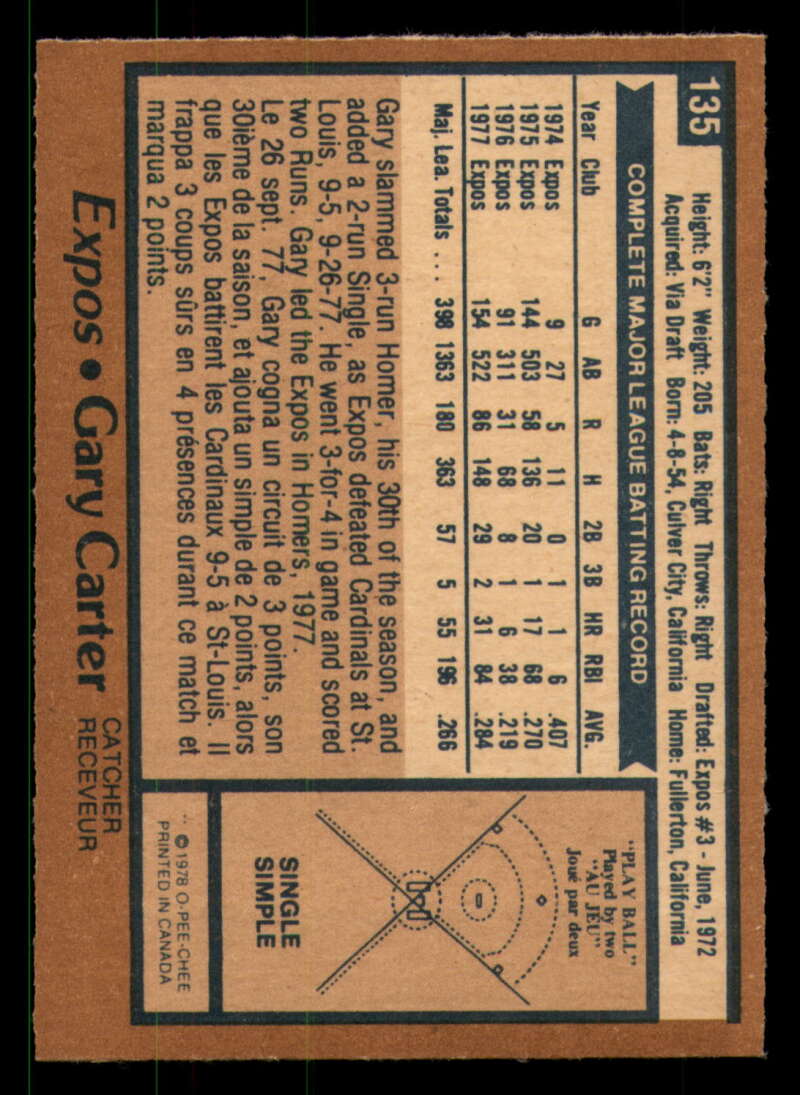 135
Height: 6'2" Weight: 205 Bats: Right Throws: Right Drafted: Expos #3 - June, 1972
Acquired: Via Draft Born: 4-8-54, Culver City, California Home: Fullerton, California
COMPLETE MAJOR LEAGUE BATTING RECORD
Year Club G AB R H 2B 3B HR RBI AVG.
1974 Expos 9 27 5 11 0 1 1 6 .407
1975 Expos 144 503 58 136 20 1 17 68 .270
1976 Expos 91 311 31 68 8 1 6 38 .219
1977 Expos 154 522 86 148 29 2 31 84 .284
Maj. Lea. Totals ... 398 1363 180 363 57 5 55 196 .266
Gary slammed 3-run Homer, his 30th of the season, and
added a 2-run Single, as Expos defeated Cardinals at St.
Louis, 9-5, 9-26-77. He went 3-for-4 in game and scored
two Runs. Gary led the Expos in Homers, 1977.
Le 26 sept. 77, Gary cogna un circuit de 3 points, son
30ième de la saison, et ajouta un simple de 2 points, alors
que les Expos battirent les Cardinaux 9-5 à St-Louis. Il
frappa 3 coups sûrs en 4 présences durant ce match et
marqua 2 points.
"PLAY BALL"
Played by two
"AU JEU"
Joué par deux
SINGLE
SIMPLE
© 1978 O-PEE-CHEE
PRINTED IN CANADA
Expos • Gary Carter CATCHER
RECEVEUR